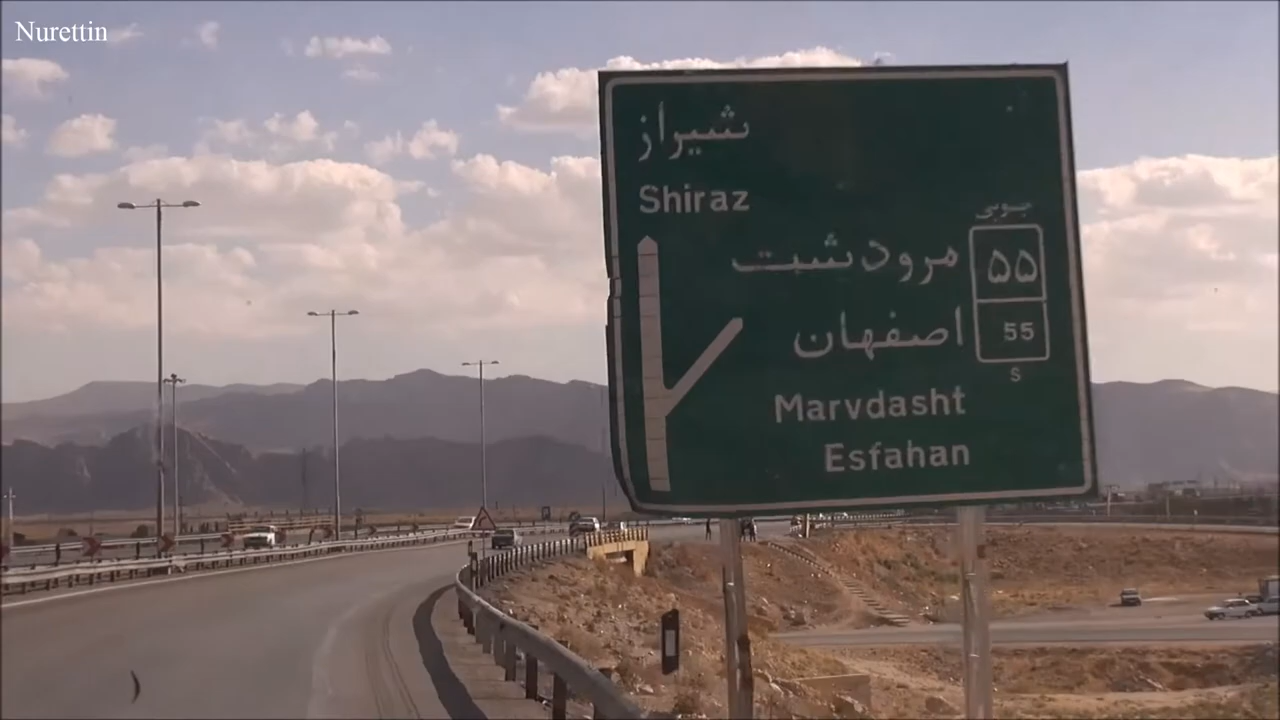 Nurettin
شیراز
Shiraz
جنوبی
مرودشت
۵۵
اصفهان
55
S
Marvdasht
Esfahan